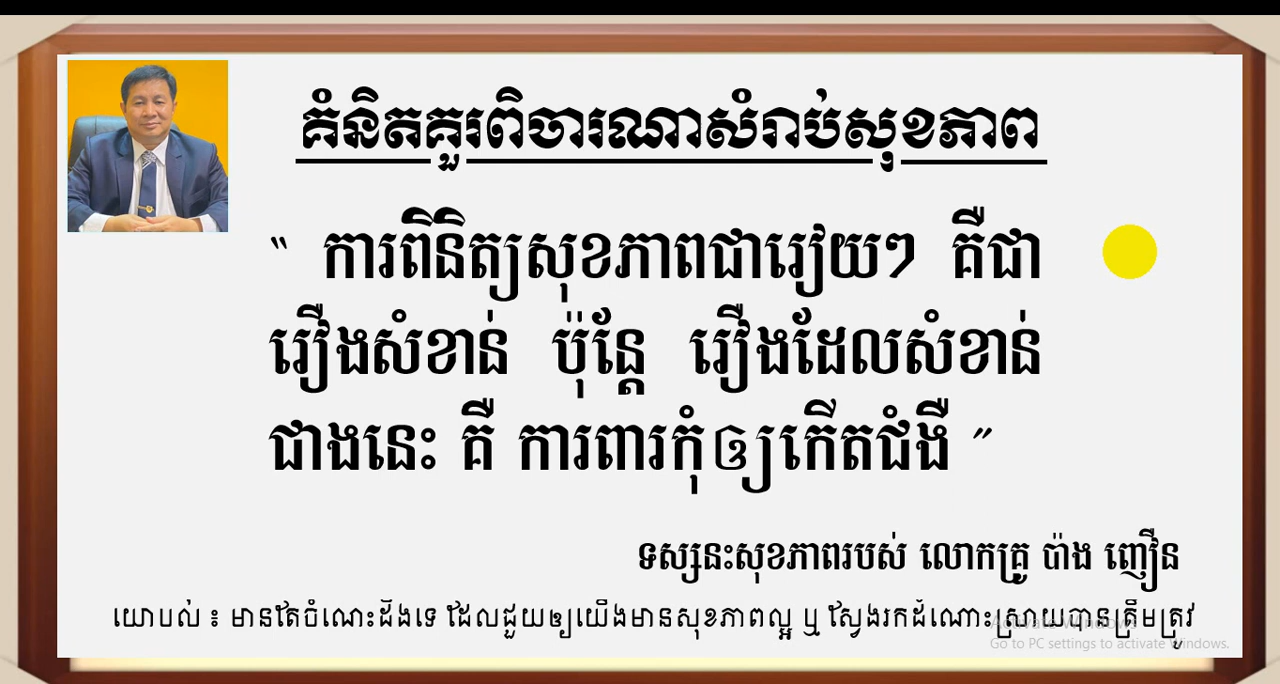 គំនិតគួរពិចារណាសំរាប់សុខភាព
“ ការពិនិត្យសុខភាពជារៀយៗ គឺជា
រឿងសំខាន់ ប៉ុន្តែ រឿងដែលសំខាន់
ជាងនេះ គឺ ការពារកុំឲ្យកើតជំងឺ ”
ទស្សនះសុខភាពរបស់ លោកគ្រូ ប៉ាង ញឿន
យោបល់ ៖ មានតែចំណេះដឹងទេ ដែលជួយឲ្យយើងមានសុខភាពល្អ ឬ ស្វែងរកដំណោះស្រាយបានត្រឹមត្រូវ
Activate Windows
Go to PC settings to activate Windows.